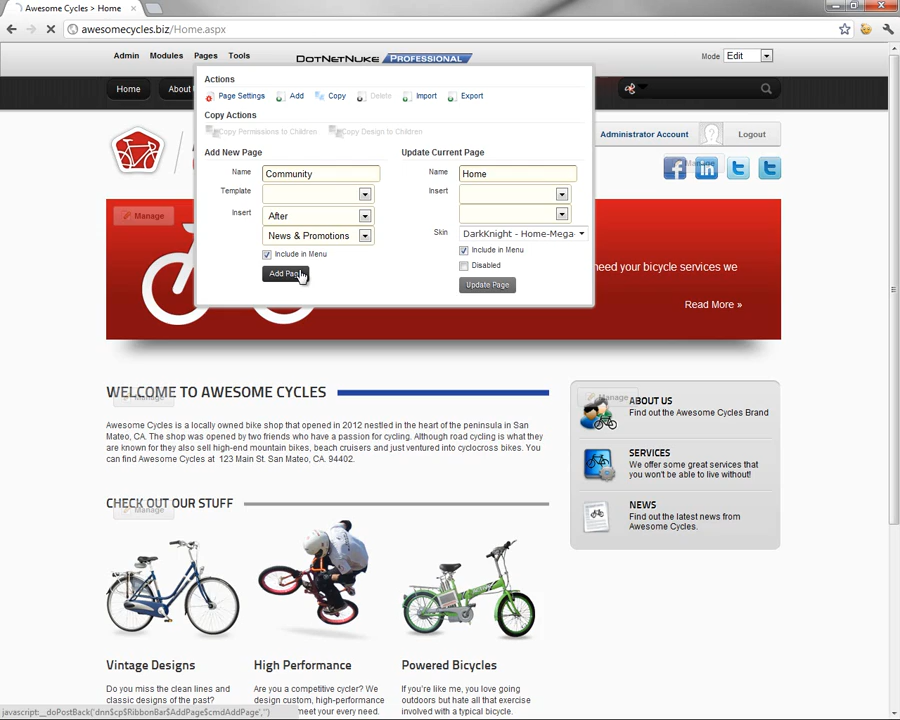 Awesome Cycles > Home
awesomecycles.biz/Home.aspx
Admin Modules Pages Tools
DOTNETNUKE PROFESSIONAL
Mode Edit
Home About
Actions
Page Settings Add Copy Delete Import Export
Copy Actions
Copy Permissions to Children Copy Design to Children
Add New Page
Name Community
Template
Insert After
News & Promotions
Include in Menu
Add Page
Update Current Page
Name Home
Insert
Skin DarkKnight - Home-Mega-
Include in Menu
Disabled
Update Page
Administrator Account Logout
Manage
Manage
need your bicycle services we
Read More »
WELCOME TO AWESOME CYCLES
Manage
Awesome Cycles is a locally owned bike shop that opened in 2012 nestled in the heart of the peninsula in San
Mateo, CA. The shop was opened by two friends who have a passion for cycling. Although road cycling is what they
are known for they also sell high-end mountain bikes, beach cruisers and just ventured into cyclocross bikes. You
can find Awesome Cycles at 123 Main St. San Mateo, CA. 94402.
Manage
ABOUT US
Find out the Awesome Cycles Brand
SERVICES
We offer some great services that
you won't be able to live without!
NEWS
Find out the latest news from
Awesome Cycles.
CHECK OUT OUR STUFF
Manage
Vintage Designs
Do you miss the clean lines and
classic designs of the past?
High Performance
Are you a competitive cycler? We
design custom, high-performance
meet your every need.
Powered Bicycles
If you're like me, you love going
outdoors but hate all that exercise
involved with a typical bicycle.
javascript:__doPostBack('dnn$cp$RibbonBar$AddPage$cmdAddPage','')